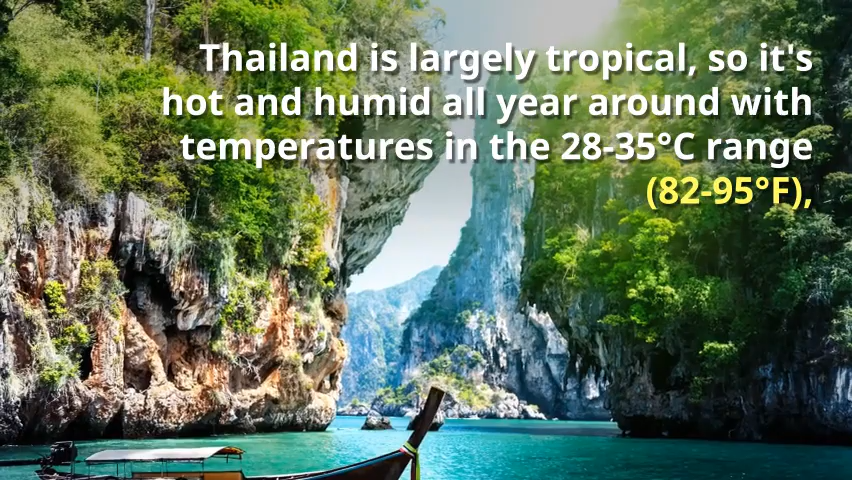 Thailand is largely tropical, so it's
hot and humid all year around with
temperatures in the 28-35°C range
(82-95°F),